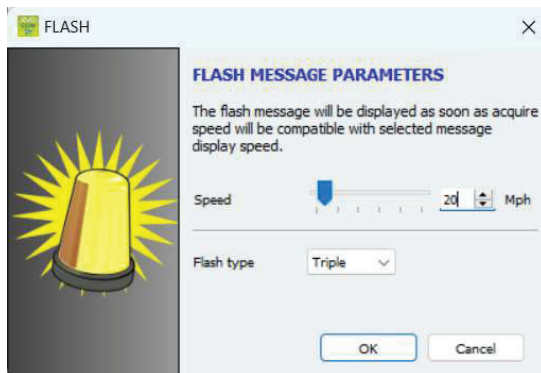 FLASH
FLASH MESSAGE PARAMETERS
The flash message will be displayed as soon as acquire
speed will be compatible with selected message
display speed.
Speed
20
Mph
Flash type
Triple
OK
Cancel